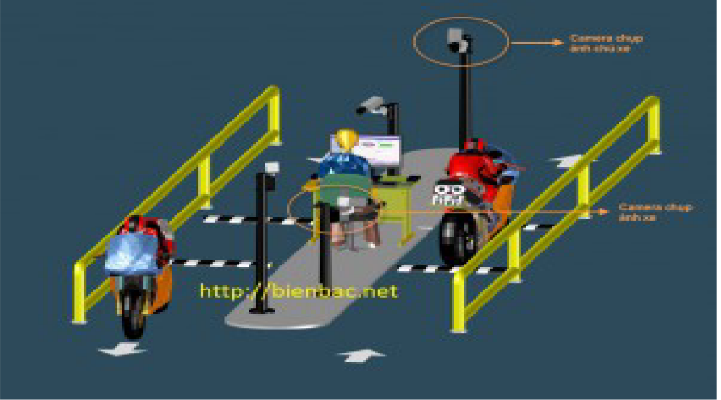 Camera chụp
ảnh chủ xe
Camera chụp
ảnh xe
http://bienbac.net